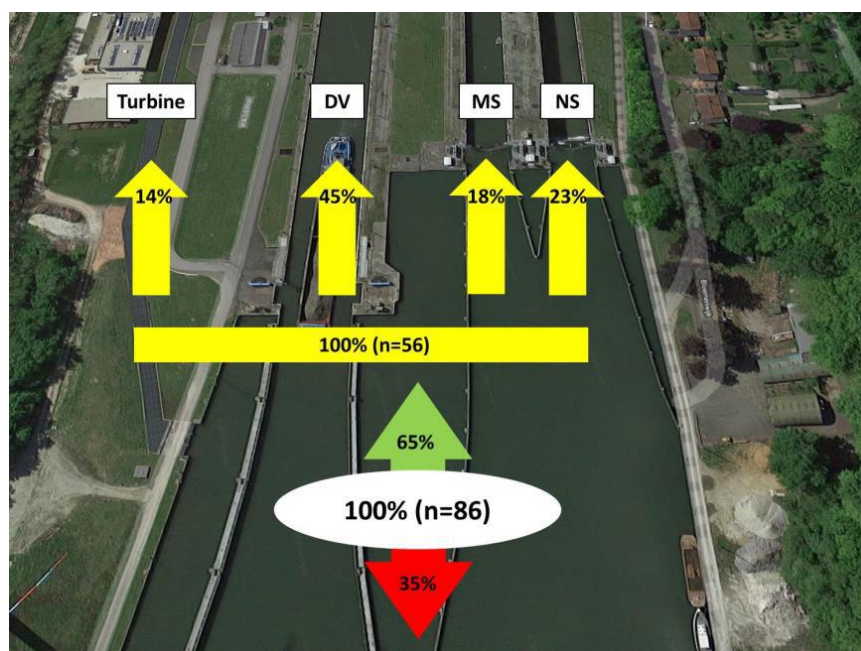 Turbine
DV
MS
NS
14%
45%
18%
23%
100% (n=56)
65%
100% (n=86)
35%